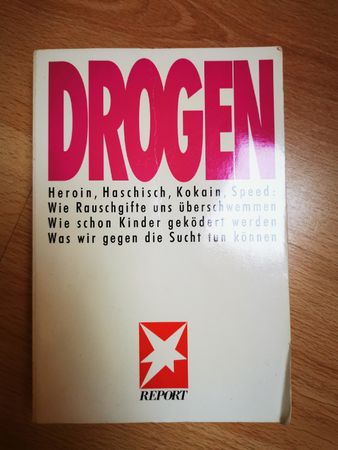 DROGEN
Heroin, Haschisch, Kokain, Speed:
Wie Rauschgifte uns überschwemmen
Wie schon Kinder geködert werden
Was wir gegen die Sucht tun können
REPORT